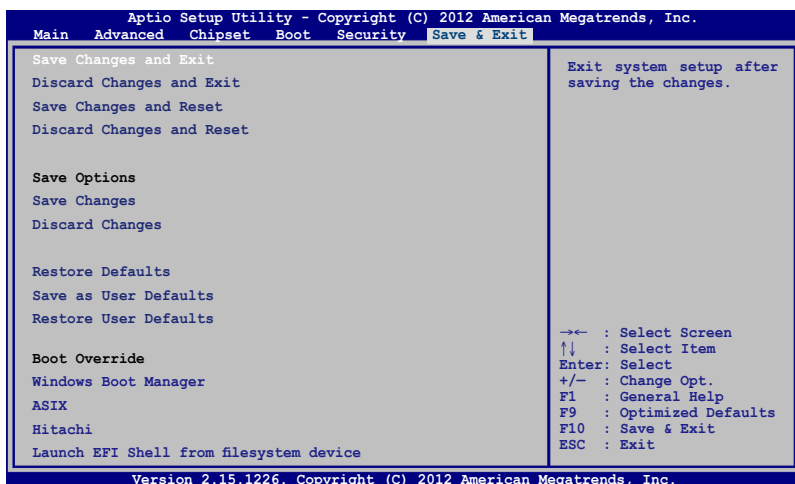 Aptio Setup Utility - Copyright (C) 2012 American Megatrends, Inc.
Main Advanced Chipset Boot Security Save & Exit
Save Changes and Exit
Discard Changes and Exit
Save Changes and Reset
Discard Changes and Reset
Save Options
Save Changes
Discard Changes
Restore Defaults
Save as User Defaults
Restore User Defaults
Boot Override
Windows Boot Manager
ASIX
Hitachi
Launch EFI Shell from filesystem device
Exit system setup after
saving the changes.
→← : Select Screen
↑↓ : Select Item
Enter: Select
+/— : Change Opt.
F1 : General Help
F9 : Optimized Defaults
F10 : Save & Exit
ESC : Exit
Version 2.15.1226. Copyright (C) 2012 American Megatrends, Inc.